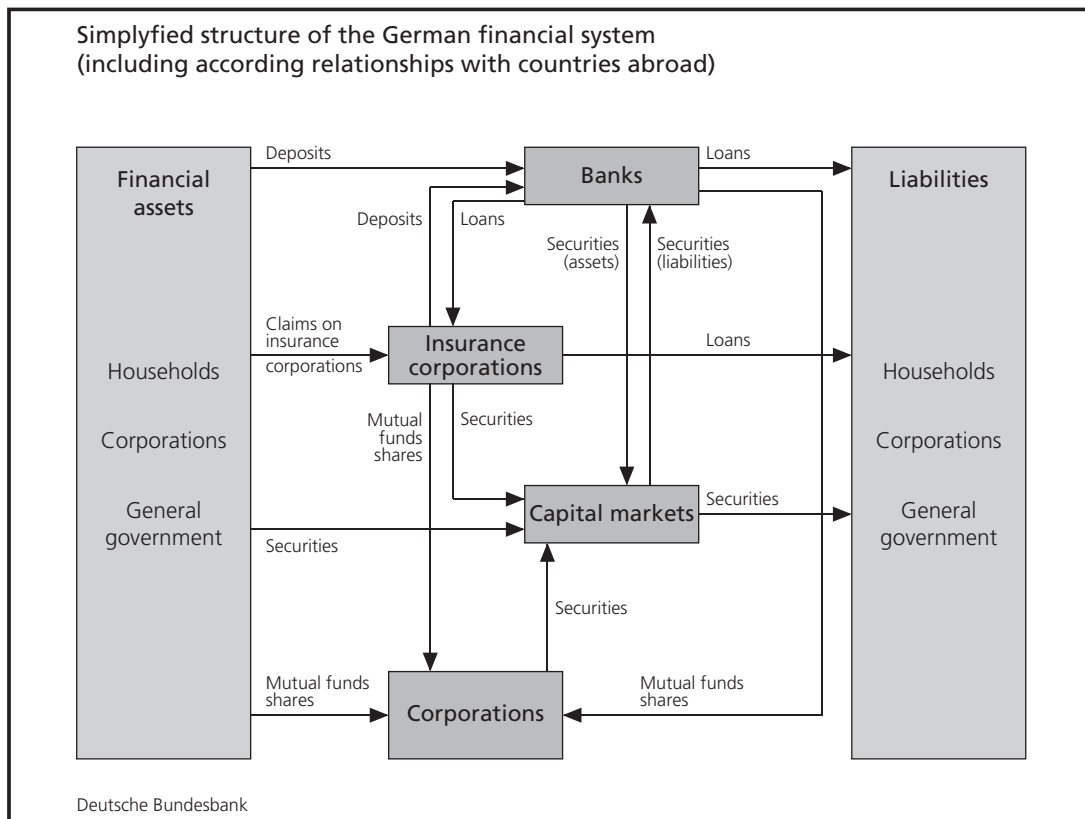 Simplyfied structure of the German financial system
(including according relationships with countries abroad)
Financial
assets
Households
Corporations
General
government
Deposits
Banks
Loans
Liabilities
Households
Corporations
General
government
Deposits
Loans
Securities
(assets)
Securities
(liabilities)
Claims on
insurance
corporations
Insurance
corporations
Loans
Mutual
funds
shares
Securities
Capital markets
Securities
Securities
Securities
Mutual funds
shares
Corporations
Mutual funds
shares
Deutsche Bundesbank